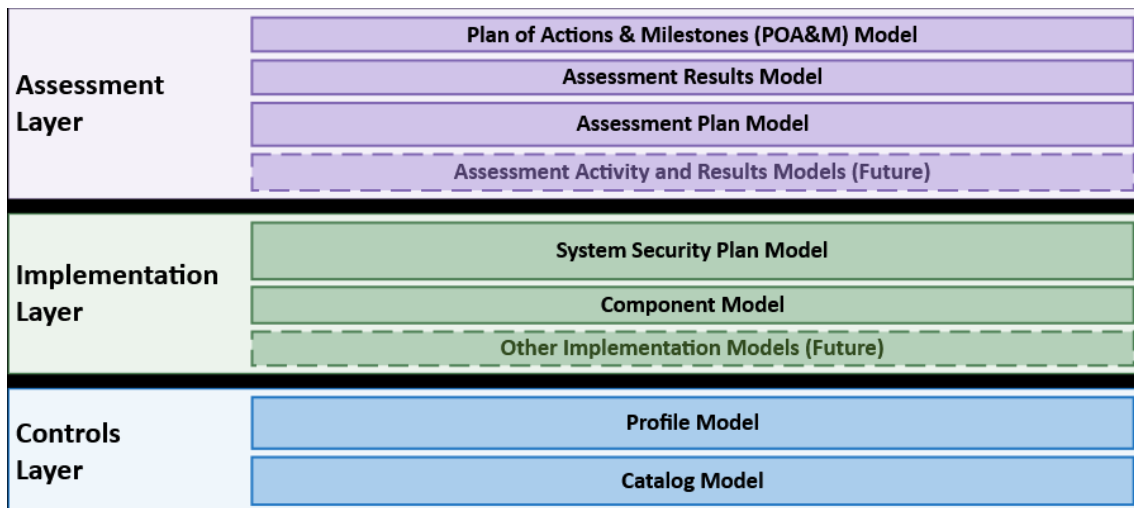 Assessment
Layer
Plan of Actions & Milestones (POA&M) Model
Assessment Results Model
Assessment Plan Model
Assessment Activity and Results Models (Future)
Implementation
Layer
System Security Plan Model
Component Model
Other Implementation Models (Future)
Controls
Layer
Profile Model
Catalog Model